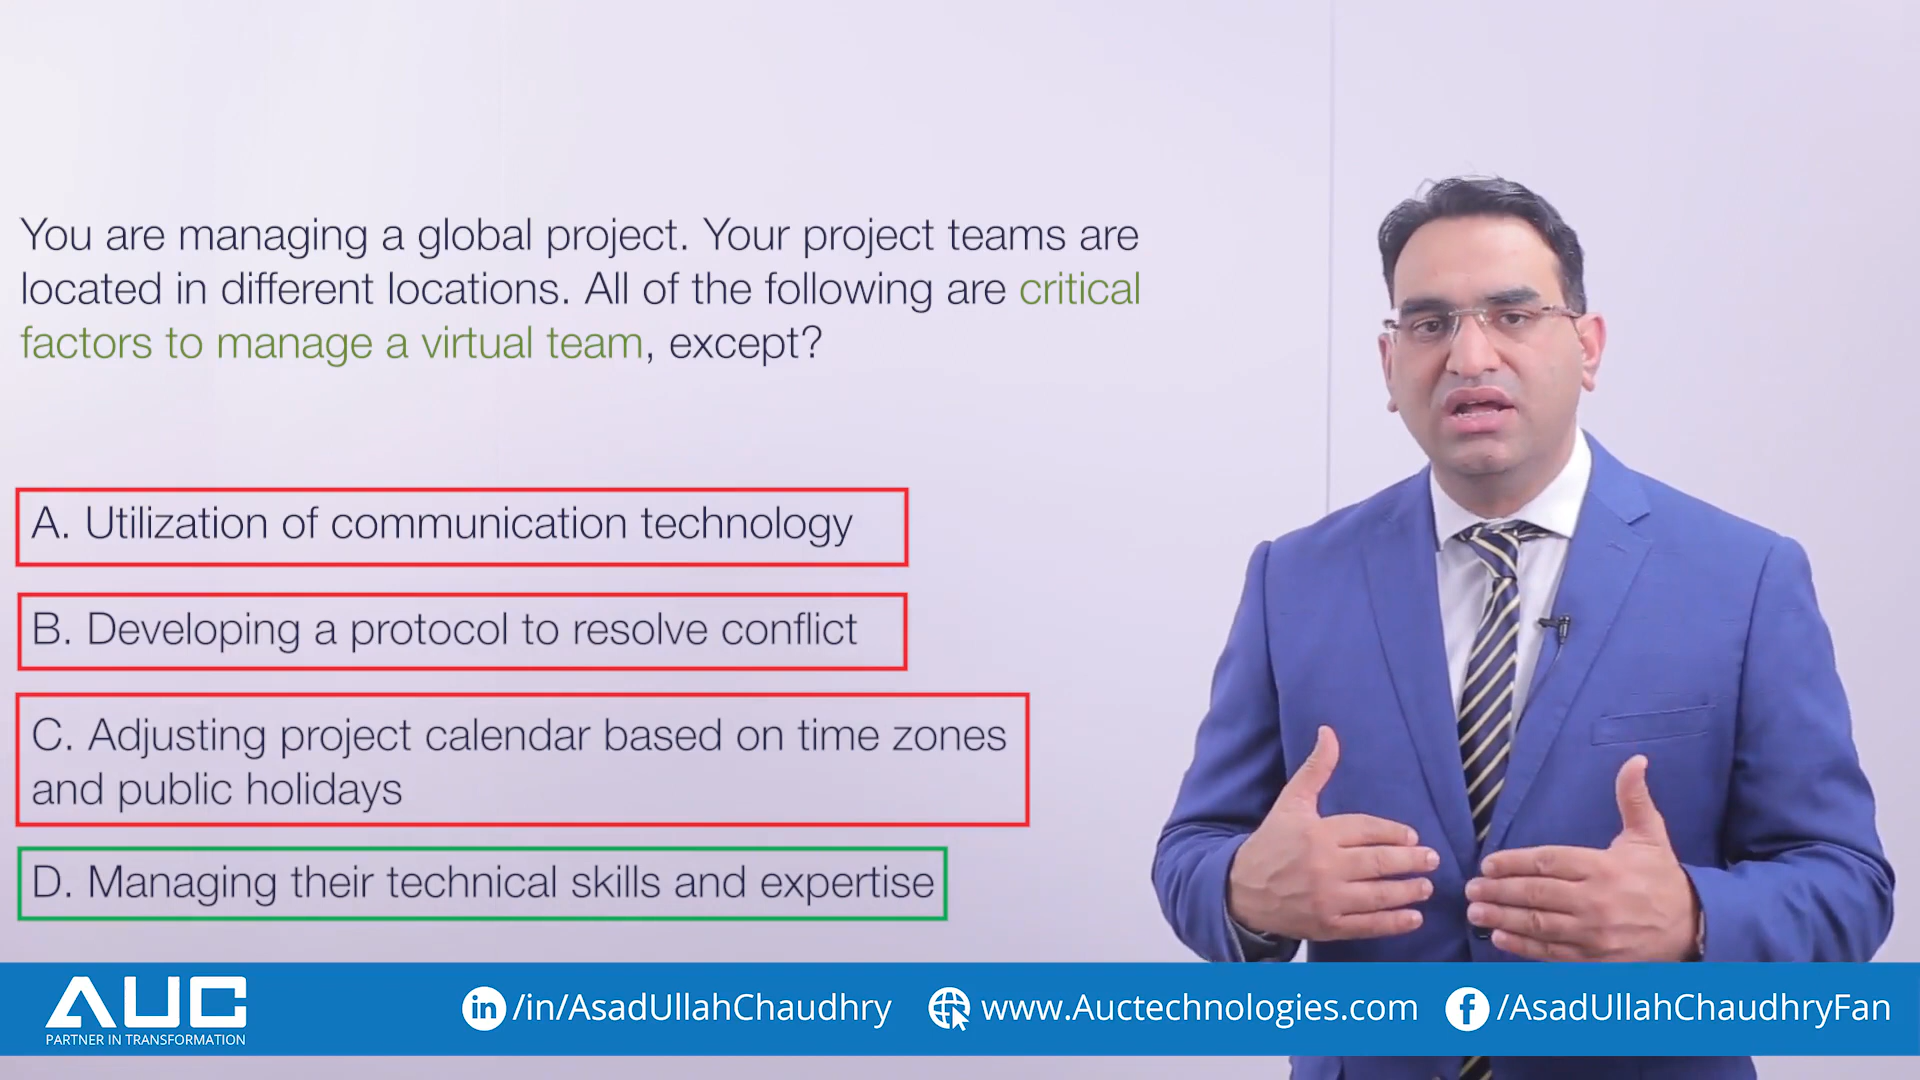 You are managing a global project. Your project teams are
located in different locations. All of the following are critical
factors to manage a virtual team, except?
A. Utilization of communication technology
B. Developing a protocol to resolve conflict
C. Adjusting project calendar based on time zones
and public holidays
D. Managing their technical skills and expertise
AUC
PARTNER IN TRANSFORMATION
in /in/AsadUllahChaudhry
www.Auctechnologies.com
f /AsadUllahChaudhryFan